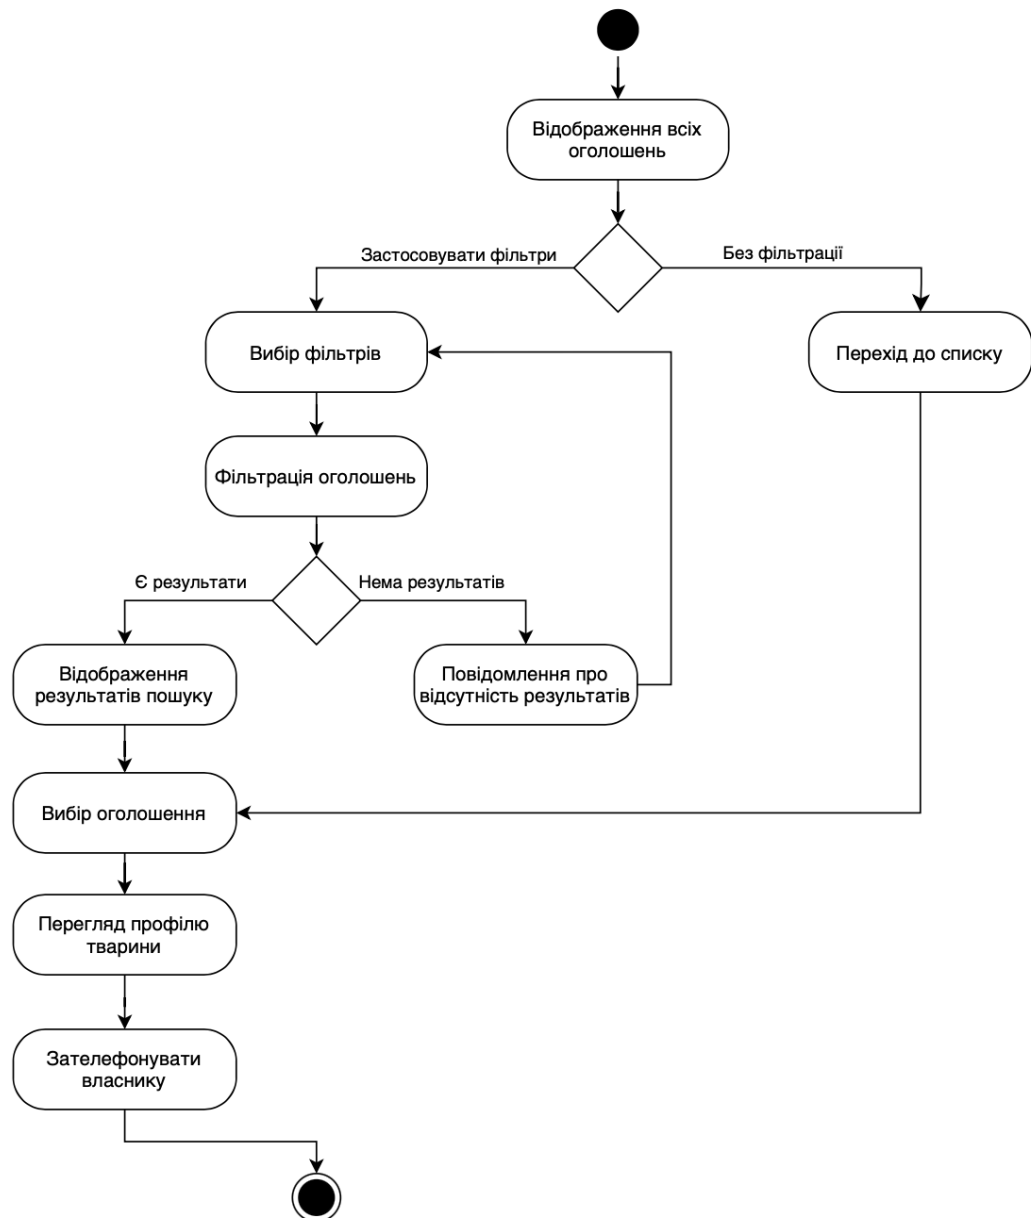 Відображення всіх
оголошень
Застосовувати фільтри
Без фільтрації
Вибір фільтрів
Перехід до списку
Фільтрація оголошень
Є результати
Нема результатів
Відображення
результатів пошуку
Повідомлення про
відсутність результатів
Вибір оголошення
Перегляд профілю
тварини
Зателефонувати
власнику